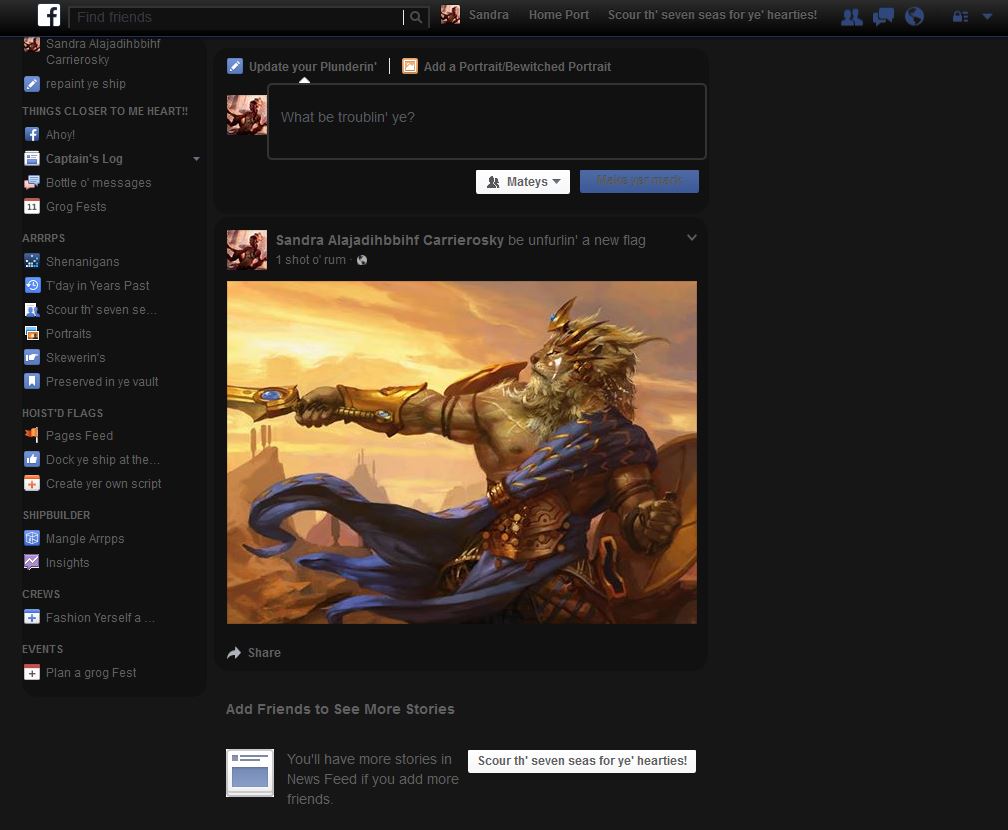 f Find friends Sandra Home Port Scour th' seven seas for ye' hearties!
Sandra Alajadihbbihf
Carrierosky
repaint ye ship
THINGS CLOSER TO ME HEART!!
Ahoy!
Captain's Log
Bottle o' messages
11 Grog Fests
ARRRPS
Shenanigans
T'day in Years Past
Scour th' seven se...
Portraits
Skewerin's
Preserved in ye vault
HOIST'D FLAGS
Pages Feed
Dock ye ship at the...
Create yer own script
SHIPBUILDER
Mangle Arrpps
Insights
CREWS
Fashion Yerself a ...
EVENTS
Plan a grog Fest
Update your Plunderin' Add a Portrait/Bewitched Portrait
What be troublin' ye?
Mateys Make yer mark
Sandra Alajadihbbihf Carrierosky be unfurlin' a new flag
1 shot o' rum ·
Share
Add Friends to See More Stories
You'll have more stories in
News Feed if you add more
friends.
Scour th' seven seas for ye' hearties!